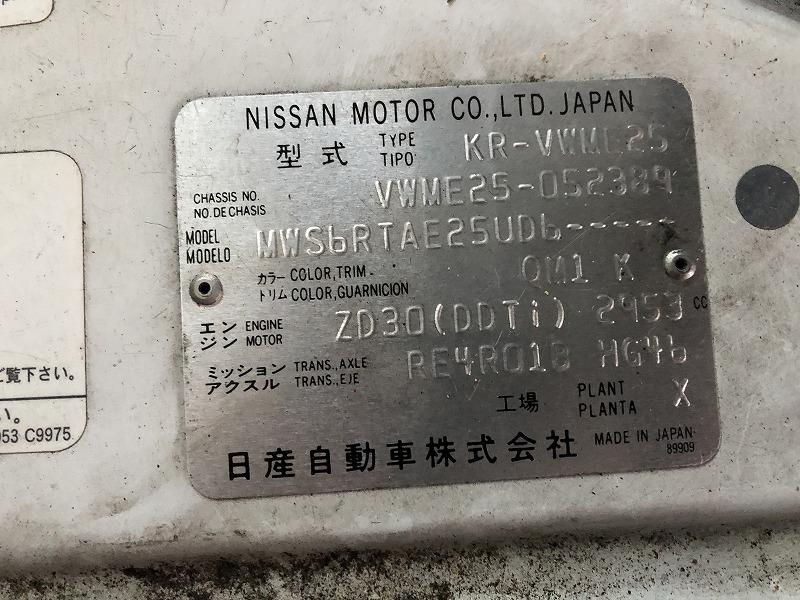 NISSAN MOTOR CO.,LTD. JAPAN
型式 TYPE TIPO KR-VWME25
CHASSIS NO. NO. DE CHASIS VWME25-052389
MODEL MODELO MWS6RTAE25UD6-----
カラー COLOR,TRIM トリム COLOR,GUARNICION QM1 K
エンジン ENGINE MOTOR ZD30(DDTi) 2953 CC
ミッション アクスル TRANS.,AXLE TRANS.,EJE RE4R01B HG46
工場 PLANT PLANTA X
日産自動車株式会社 MADE IN JAPAN
89909
ご覧下さい。
い。
053 C9975